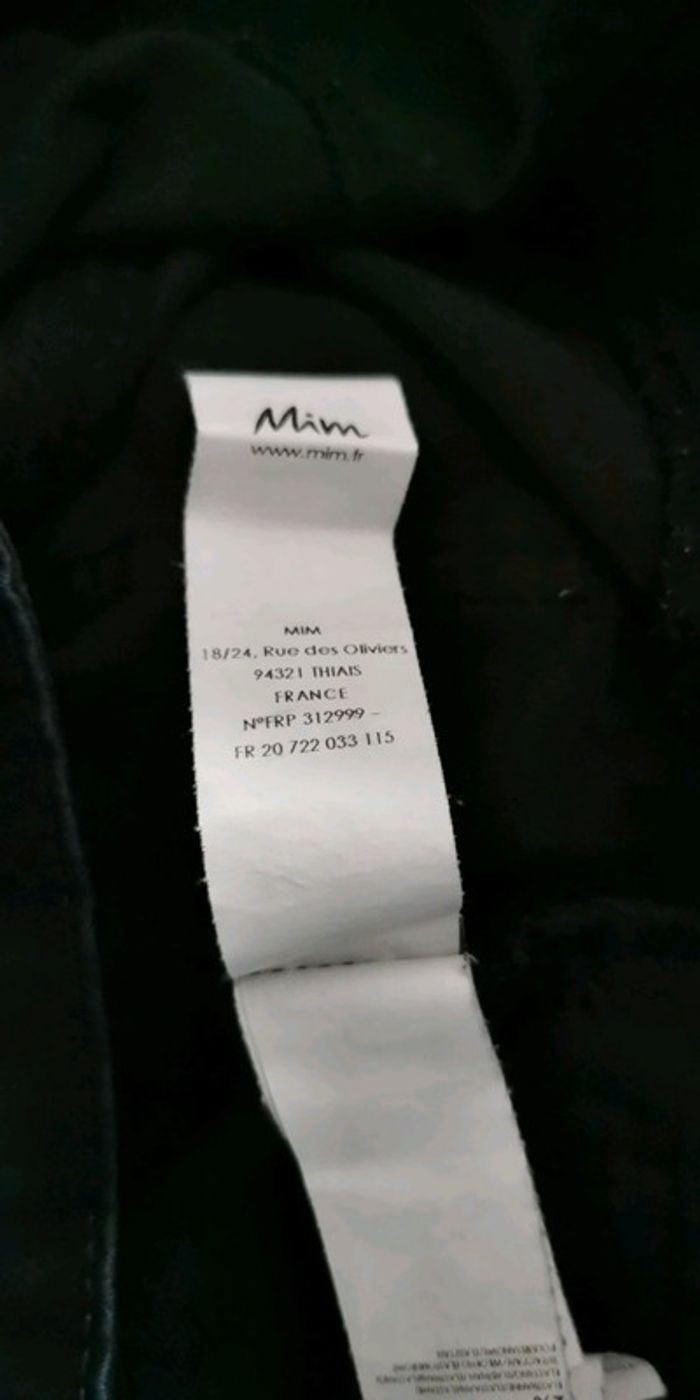 Mim
www.mim.fr
MIM
18/24, Rue des Oliviers
94321 THIAIS
FRANCE
N°FRP 312999 –
FR 20 722 033 115